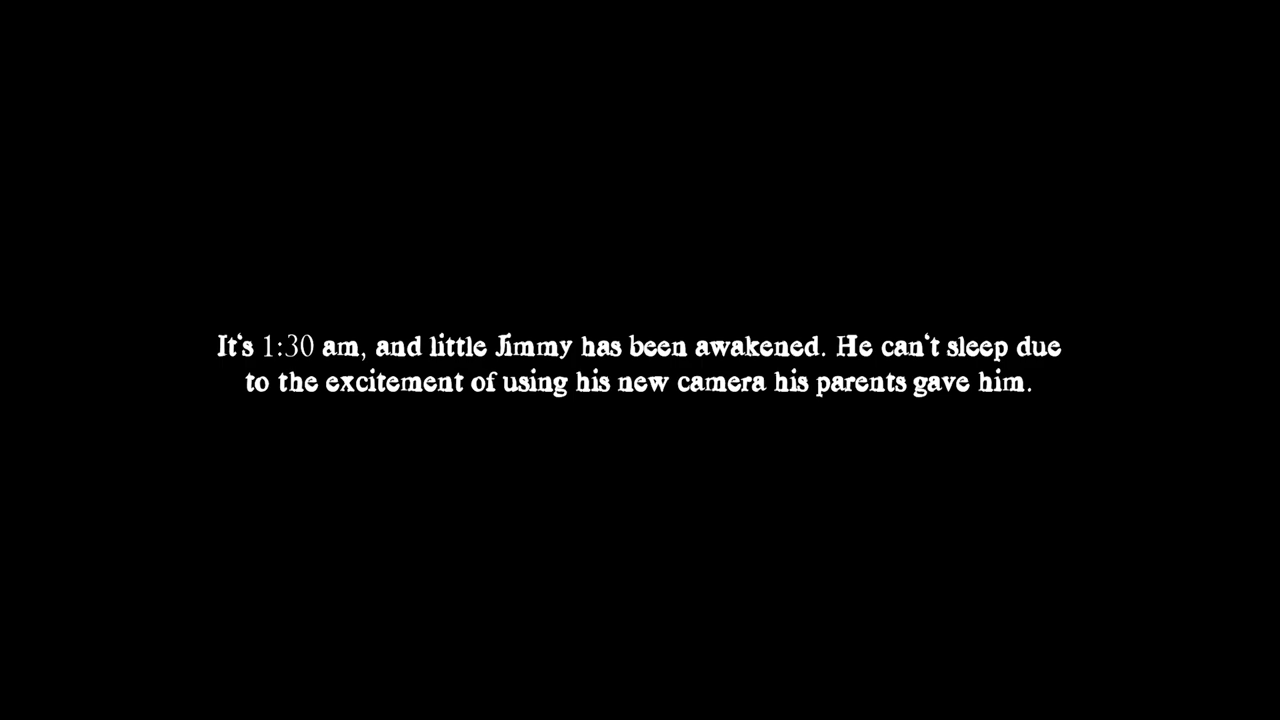 It‘s 1:30 am, and little Jimmy has been awakened. He can‘t sleep due
to the excitement of using his new camera his parents gave him.